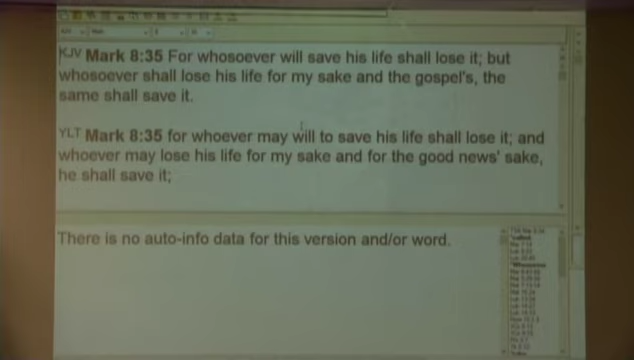 KJV Mark 8:35 For whosoever will save his life shall lose it; but
whosoever shall lose his life for my sake and the gospel's, the
same shall save it.
YLT Mark 8:35 for whoever may will to save his life shall lose it; and
whoever may lose his life for my sake and for the good news' sake,
he shall save it;
There is no auto-info data for this version and/or word.